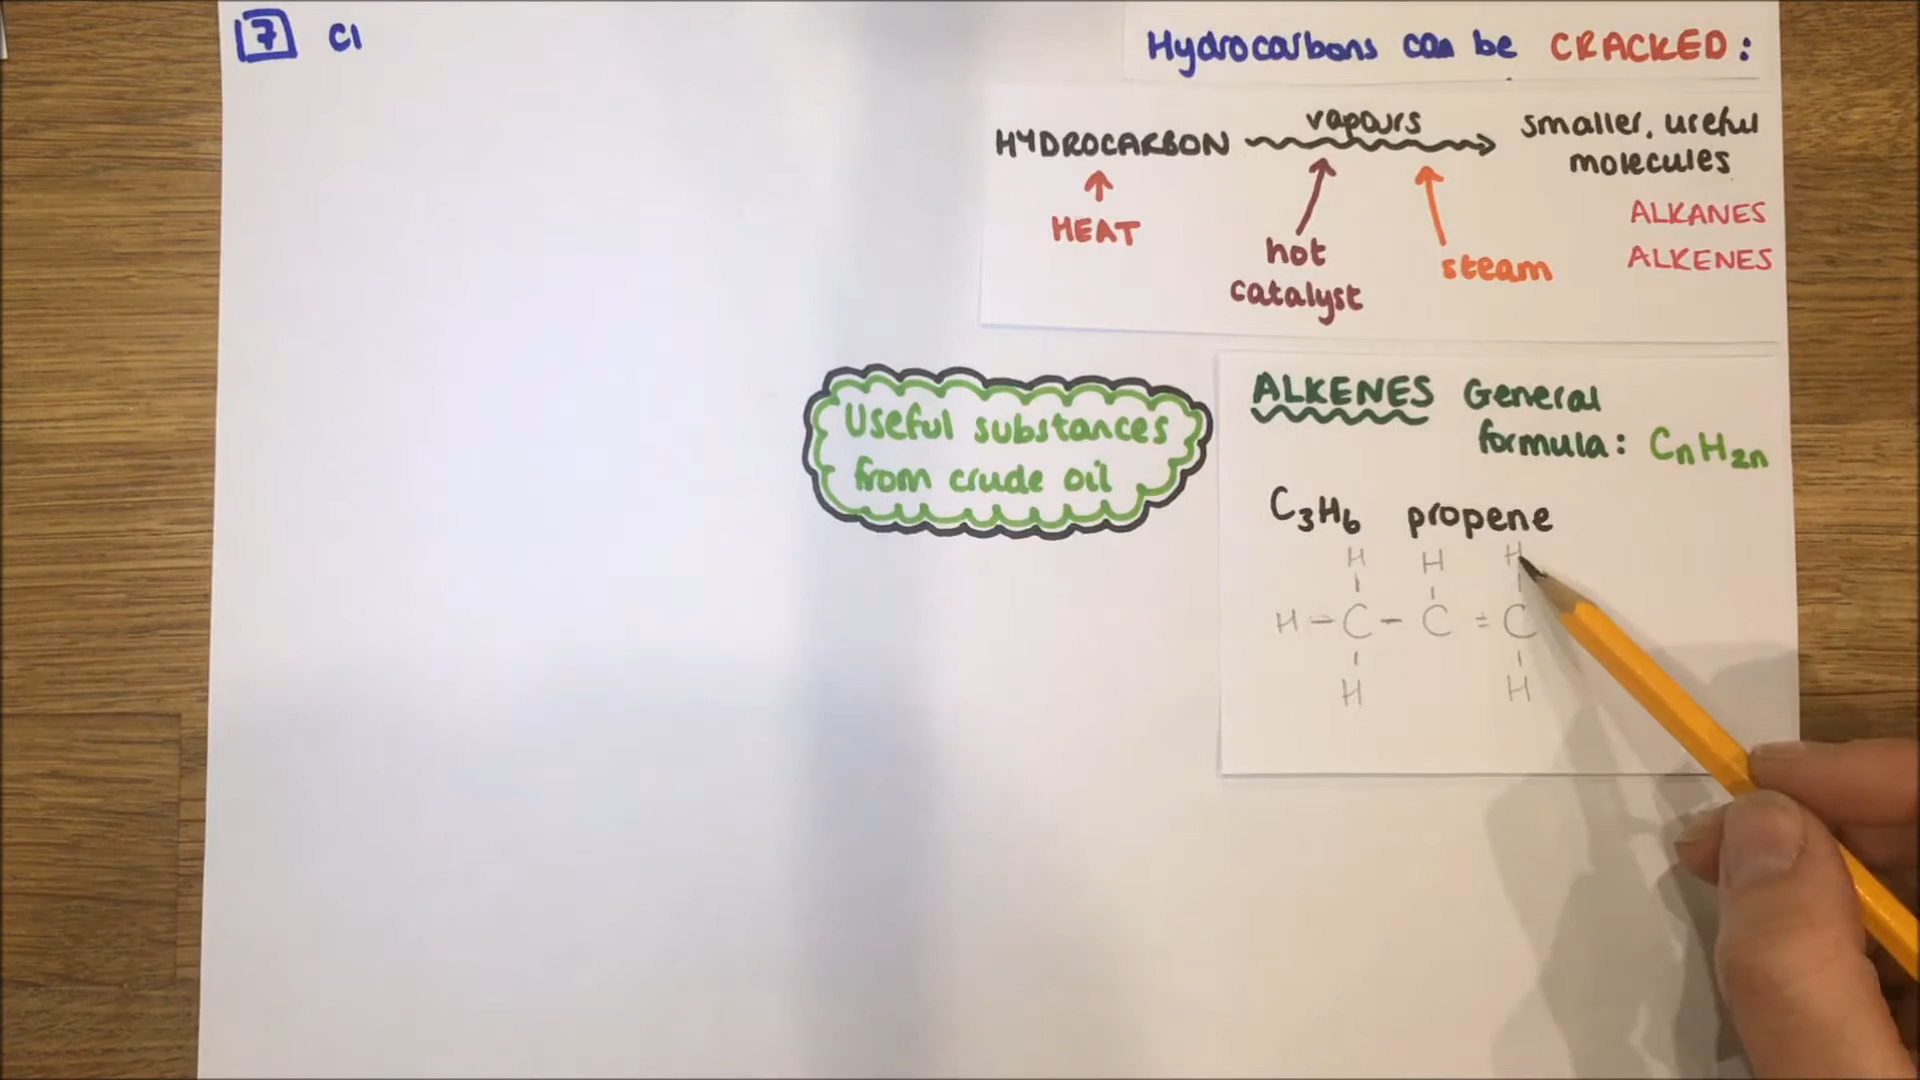 7 C1
Hydrocarbons can be CRACKED:
HYDROCARBON vapours smaller, useful
molecules
HEAT
hot
catalyst
steam
ALKANES
ALKENES
Useful substances
from crude oil
ALKENES General
formula: CnH2n
C3H6 propene
H H H
H - C - C = C
H H